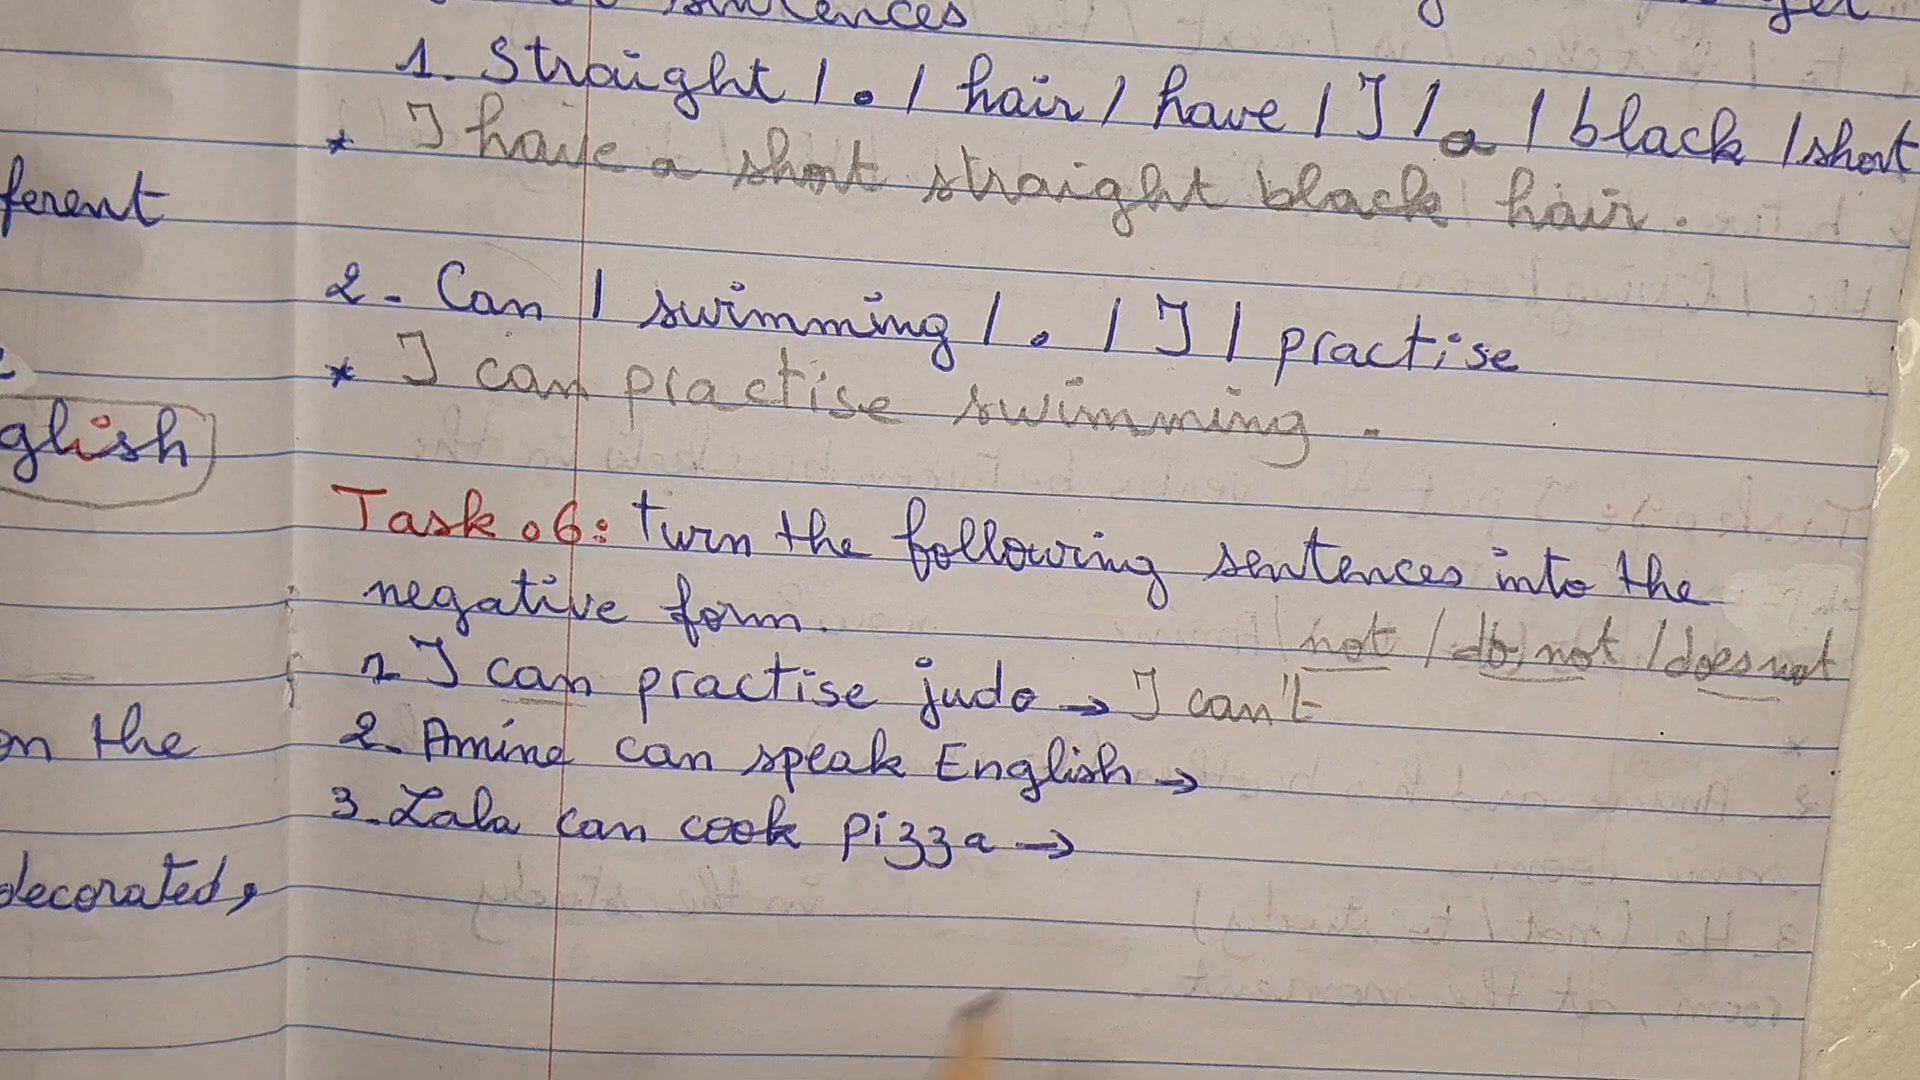 sentences
1. Straight / . / hair / have / I / a / black / short
* I have a short straight black hair.
ferent
2. Can / swimming / . / I / practise
* I can practise swimming.
glish
Task 06: turn the following sentences into the
negative form.
not / do not / does not
1. I can practise judo → I can't
on the
2. Amine can speak English →
3. Lala can cook pizza →
decorated,